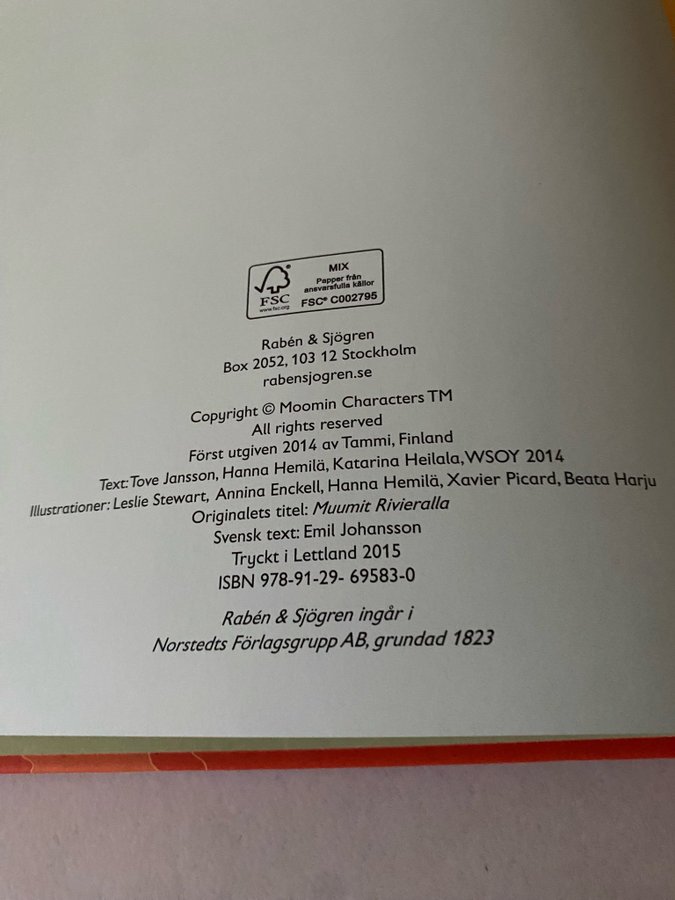 MIX
Papper från
ansvarsfulla källor
FSC® C002795
FSC
www.fsc.org
Rabén & Sjögren
Box 2052, 103 12 Stockholm
rabensjogren.se
Copyright © Moomin Characters TM
All rights reserved
Först utgiven 2014 av Tammi, Finland
Text: Tove Jansson, Hanna Hemilä, Katarina Heilala, WSOY 2014
Illustrationer: Leslie Stewart, Annina Enckell, Hanna Hemilä, Xavier Picard, Beata Harju
Originalets titel: Muumit Rivieralla
Svensk text: Emil Johansson
Tryckt i Lettland 2015
ISBN 978-91-29- 69583-0
Rabén & Sjögren ingår i
Norstedts Förlagsgrupp AB, grundad 1823